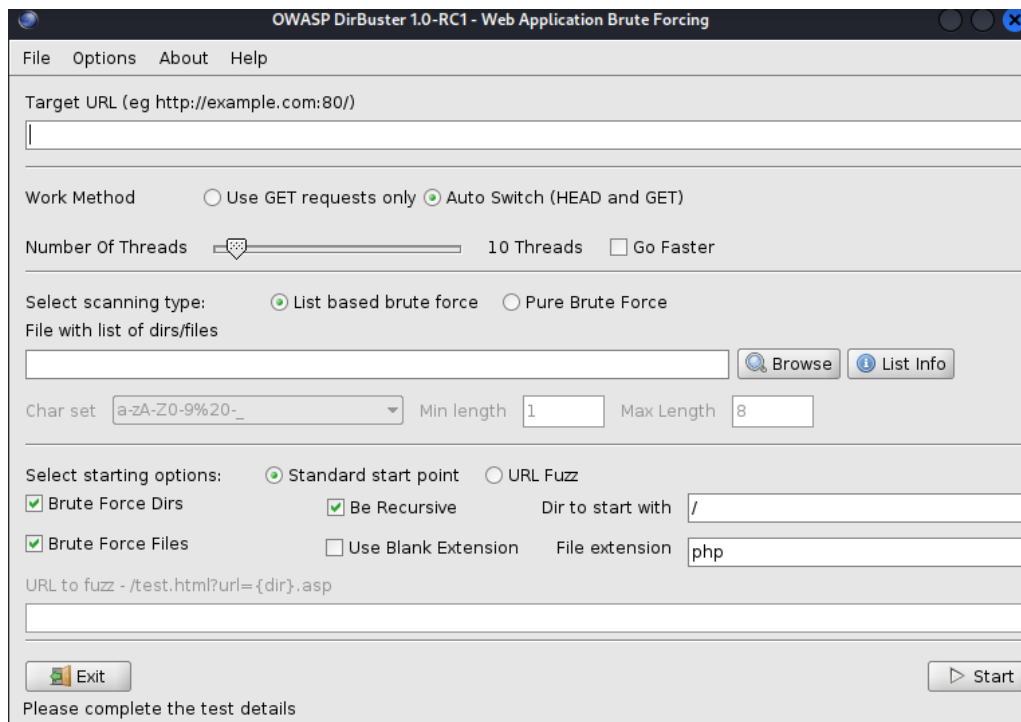 OWASP DirBuster 1.0-RC1 - Web Application Brute Forcing
File Options About Help
Target URL (eg http://example.com:80/)
Work Method Use GET requests only Auto Switch (HEAD and GET)
Number Of Threads 10 Threads Go Faster
Select scanning type: List based brute force Pure Brute Force
File with list of dirs/files
Browse List Info
Char set a-zA-Z0-9%20-_ Min length 1 Max Length 8
Select starting options: Standard start point URL Fuzz
Brute Force Dirs Be Recursive Dir to start with /
Brute Force Files Use Blank Extension File extension php
URL to fuzz - /test.html?url={dir}.asp
Exit Start
Please complete the test details